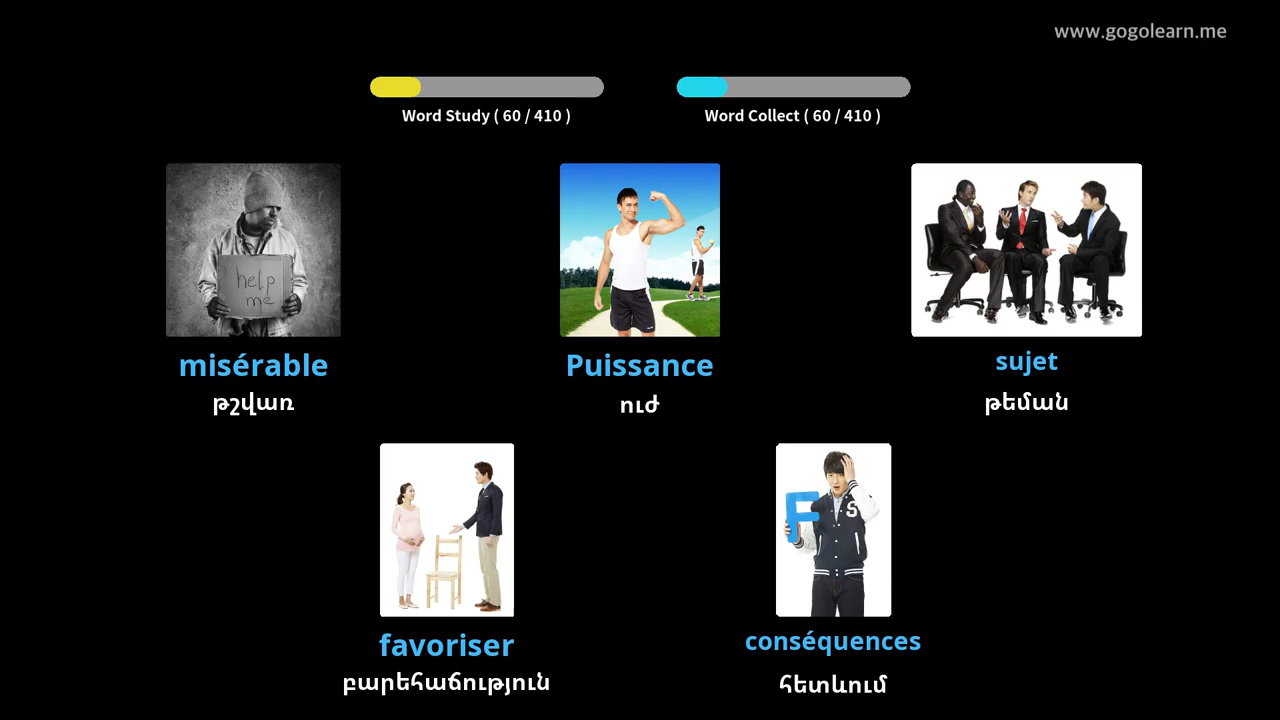 www.gogolearn.me
Word Study ( 60 / 410 )
Word Collect ( 60 / 410 )
help
me
misérable
թշվառ
Puissance
ուժ
sujet
թեման
F
S
favoriser
բարեհաճություն
conséquences
հետևում